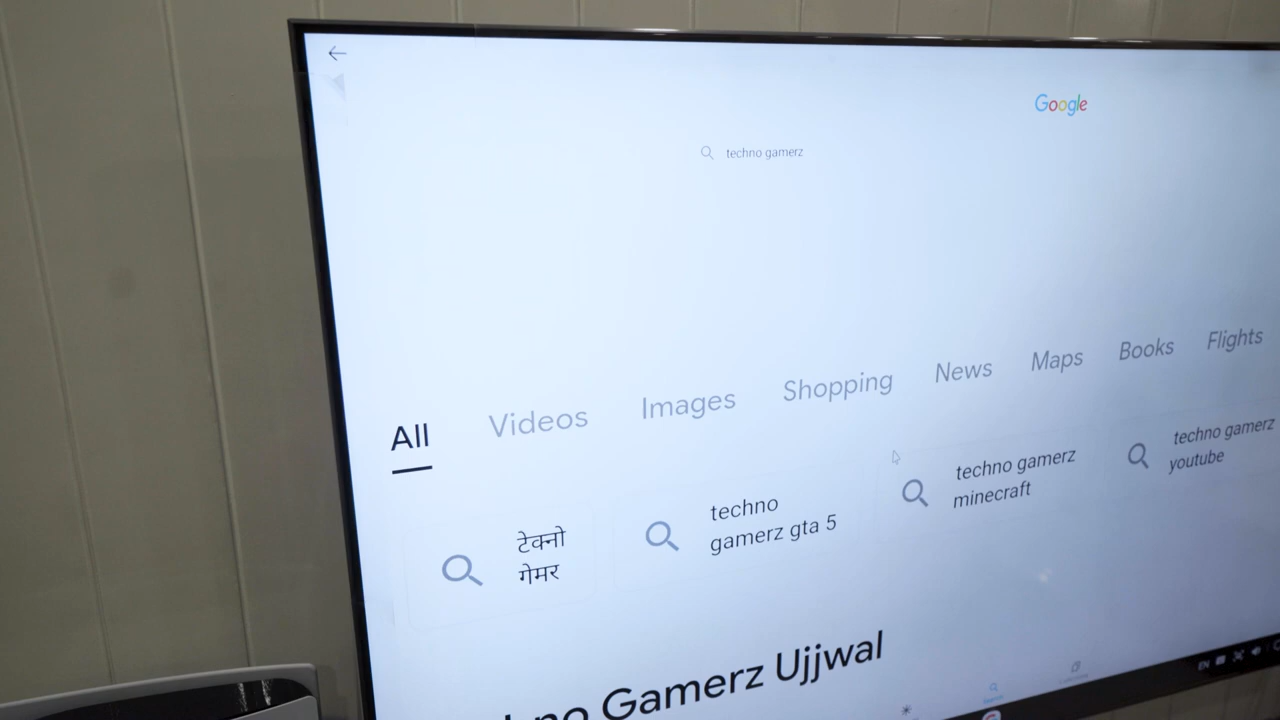 Google
techno gamerz
All Videos Images Shopping News Maps Books Flights
टेक्नो
गेमर
techno
gamerz gta 5
techno gamerz
minecraft
techno gamerz
youtube
Gamerz Ujjwal
EN